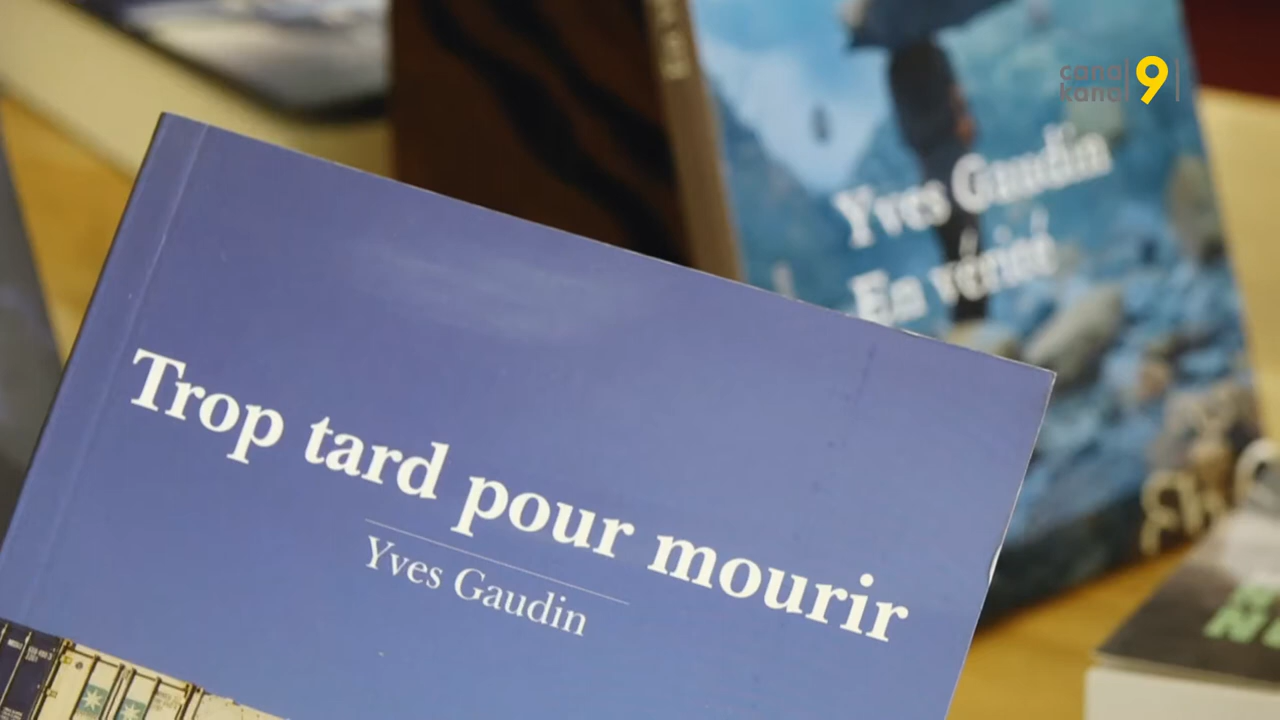 canal 9
kanal
Yves Gaudin
En vérité
Trop tard pour mourir
Yves Gaudin